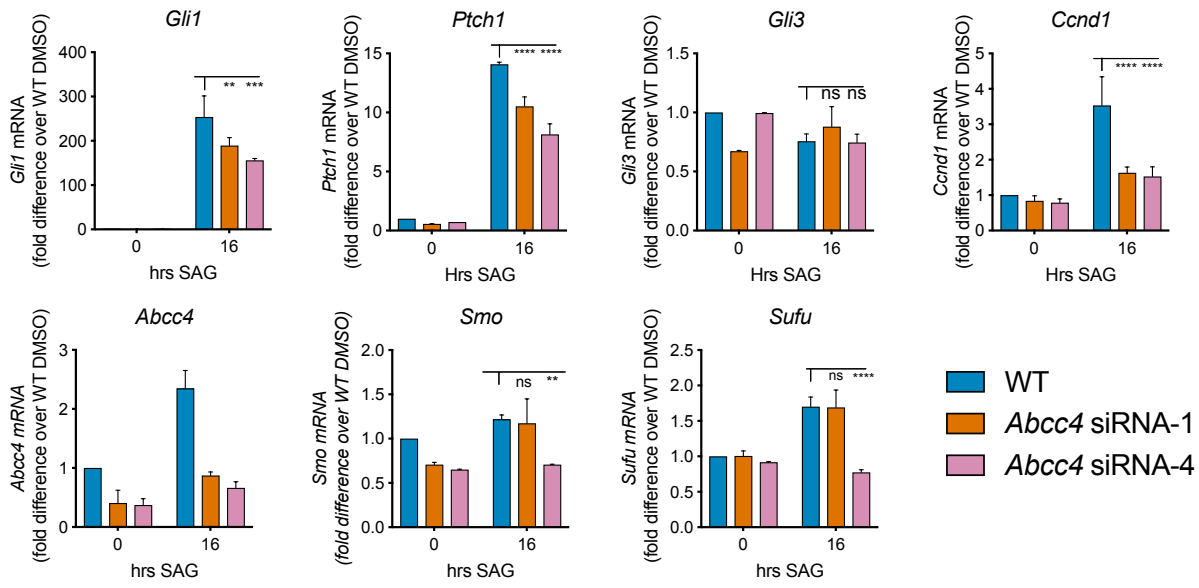 Gli1
Gli1 mRNA
(fold difference over WT DMSO)
400
300
200
100
0
** ***
0 16
hrs SAG
Ptch1
Ptch1 mRNA
(fold difference over WT DMSO)
15
10
5
0
**** ****
0 16
Hrs SAG
Gli3
Gli3 mRNA
(fold difference over WT DMSO)
1.5
1.0
0.5
0.0
ns ns
0 16
Hrs SAG
Ccnd1
Ccnd1 mRNA
(fold difference over WT DMSO)
5
4
3
2
1
0
**** ****
0 16
Hrs SAG
Abcc4
Abcc4 mRNA
(fold difference over WT DMSO)
3
2
1
0
0 16
hrs SAG
Smo
Smo mRNA
(fold difference over WT DMSO)
2.0
1.5
1.0
0.5
0.0
ns **
0 16
hrs SAG
Sufu
Sufu mRNA
(fold difference over WT DMSO)
2.5
2.0
1.5
1.0
0.5
0.0
ns ****
0 16
hrs SAG
WT
Abcc4 siRNA-1
Abcc4 siRNA-4